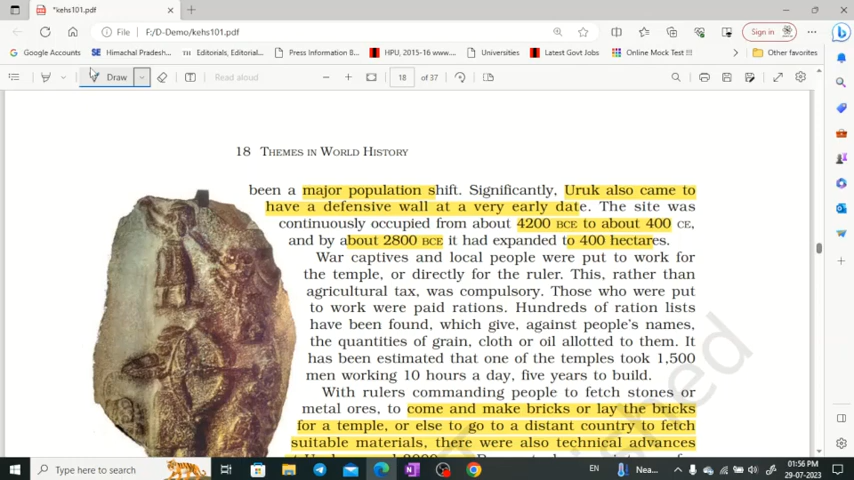 *kehs101.pdf
File F:/D-Demo/kehs101.pdf
Sign in
Google Accounts SE Himachal Pradesh... Editorials, Editorial... Press Information B... HPU, 2015-16 www.... Universities Latest Govt Jobs Online Mock Test !!! Other favorites
Draw Read aloud 18 of 37
18 THEMES IN WORLD HISTORY
been a major population shift. Significantly, Uruk also came to
have a defensive wall at a very early date. The site was
continuously occupied from about 4200 BCE to about 400 CE,
and by about 2800 BCE it had expanded to 400 hectares.
War captives and local people were put to work for
the temple, or directly for the ruler. This, rather than
agricultural tax, was compulsory. Those who were put
to work were paid rations. Hundreds of ration lists
have been found, which give, against people's names,
the quantities of grain, cloth or oil allotted to them. It
has been estimated that one of the temples took 1,500
men working 10 hours a day, five years to build.
With rulers commanding people to fetch stones or
metal ores, to come and make bricks or lay the bricks
for a temple, or else to go to a distant country to fetch
suitable materials, there were also technical advances
Type here to search
Nea...
EN
01:56 PM
29-07-2023